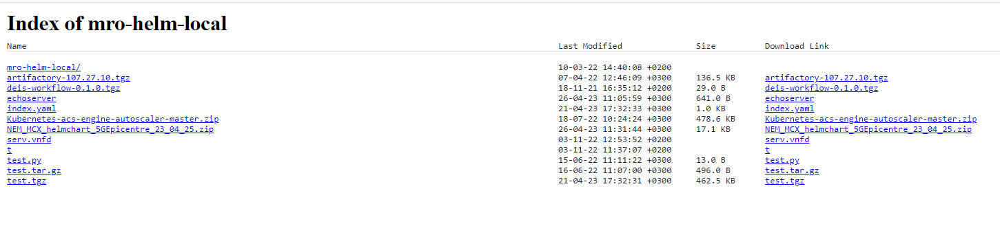 Index of mro-helm-local
Name Last Modified Size Download Link
mro-helm-local/ 10-03-22 14:40:08 +0200
artifactory-107.27.10.tgz 07-04-22 12:46:09 +0300 136.5 KB artifactory-107.27.10.tgz
deis-workflow-0.1.0.tgz 18-11-21 16:35:12 +0200 29.0 B deis-workflow-0.1.0.tgz
echoserver 26-04-23 11:05:59 +0300 641.0 B echoserver
index.yaml 21-04-23 17:32:33 +0300 1.0 KB index.yaml
Kubernetes-acs-engine-autoscaler-master.zip 18-07-22 10:24:24 +0300 478.6 KB Kubernetes-acs-engine-autoscaler-master.zip
NEM_MCX_helmchart_5GEpicentre_23_04_25.zip 26-04-23 11:31:44 +0300 17.1 KB NEM_MCX_helmchart_5GEpicentre_23_04_25.zip
serv.vnfd 03-11-22 12:53:52 +0200 serv.vnfd
t 03-11-22 11:37:07 +0200 t
test.py 15-06-22 11:11:22 +0300 13.0 B test.py
test.tar.gz 16-06-22 11:07:00 +0300 496.0 B test.tar.gz
test.tgz 21-04-23 17:32:31 +0300 462.5 KB test.tgz